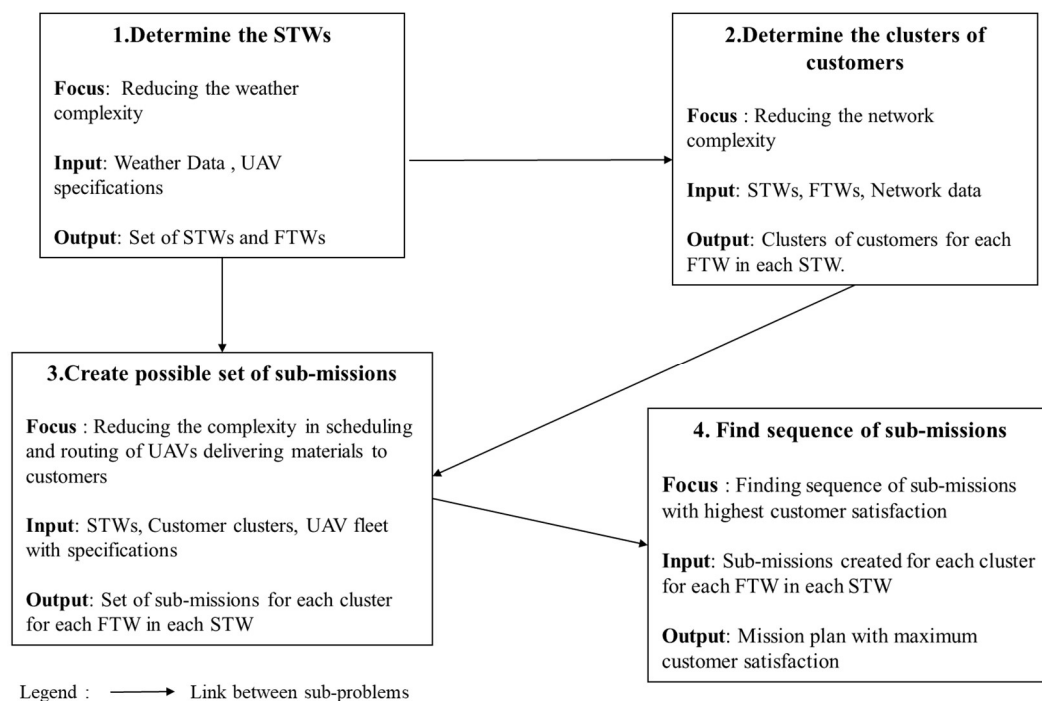 1.Determine the STWs
Focus:  Reducing the weather
complexity
Input: Weather Data , UAV
specifications
Output: Set of STWs and FTWs
2.Determine the clusters of
customers
Focus : Reducing the network
complexity
Input: STWs, FTWs, Network data
Output: Clusters of customers for each
FTW in each STW.
3.Create possible set of sub-missions
Focus : Reducing the complexity in scheduling
and routing of UAVs delivering materials to
customers
Input: STWs, Customer clusters, UAV fleet
with specifications
Output: Set of sub-missions for each cluster
for each FTW in each STW
4. Find sequence of sub-missions
Focus : Finding sequence of sub-missions
with highest customer satisfaction
Input: Sub-missions created for each cluster
for each FTW in each STW
Output: Mission plan with maximum
customer satisfaction
Legend : Link between sub-problems